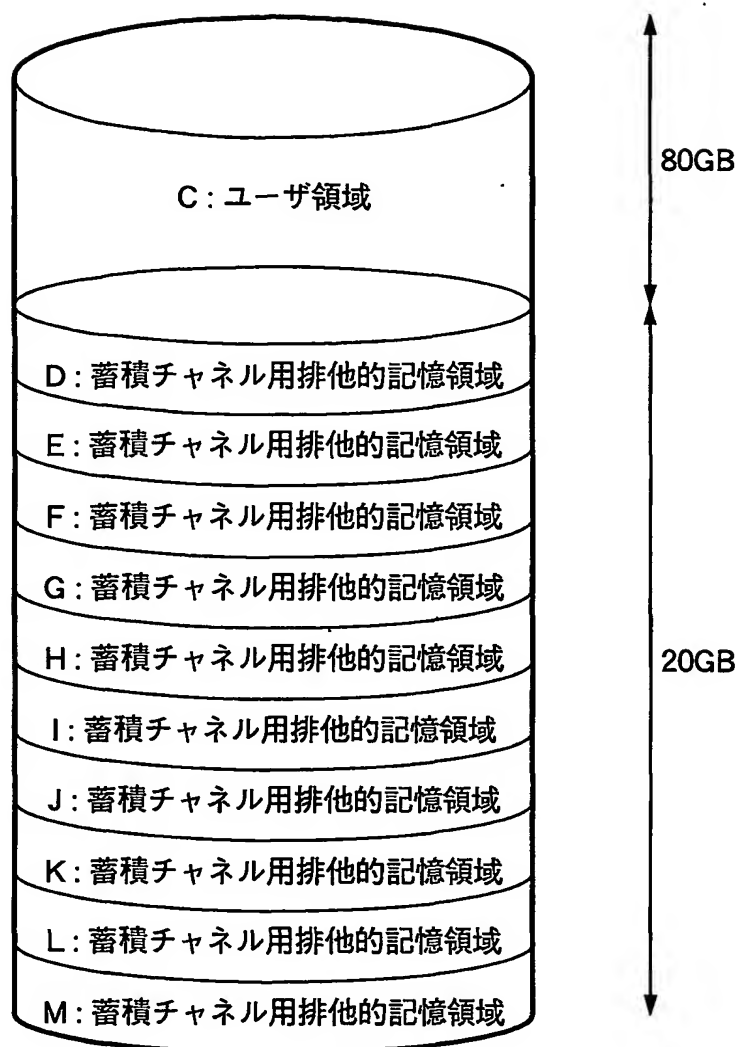 80GB
C:ユーザ領域
D:蓄積チャネル用排他的記憶領域
E:蓄積チャネル用排他的記憶領域
F:蓄積チャネル用排他的記憶領域
G:蓄積チャネル用排他的記憶領域
H:蓄積チャネル用排他的記憶領域
20GB
I:蓄積チャネル用排他的記憶領域
J:蓄積チャネル用排他的記憶領域
K:蓄積チャネル用排他的記憶領域
L:蓄積チャネル用排他的記憶領域
M:蓄積チャネル用排他的記憶領域